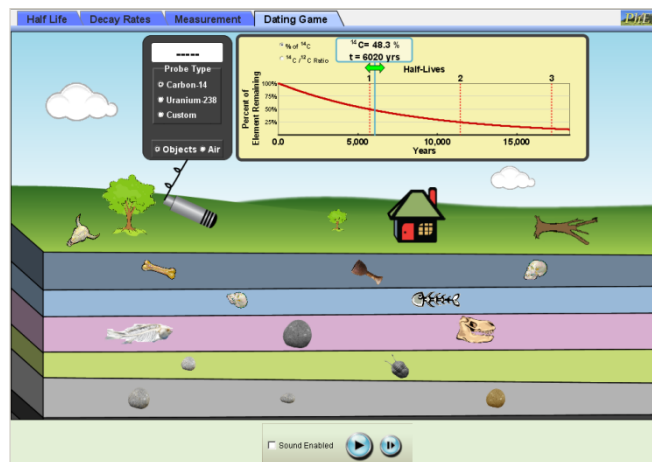 Half Life Decay Rates Measurement Dating Game
PhET
-----
Probe Type
Carbon-14
Uranium-238
Custom
Objects Air
% of ¹⁴C
¹⁴C / ¹²C Ratio
¹⁴C= 48.3 %
t = 6020 yrs
Half-Lives
1 2 3
Percent of
Element Remaining
100%
75%
50%
25%
0 5,000 10,000 15,000
Years
Sound Enabled